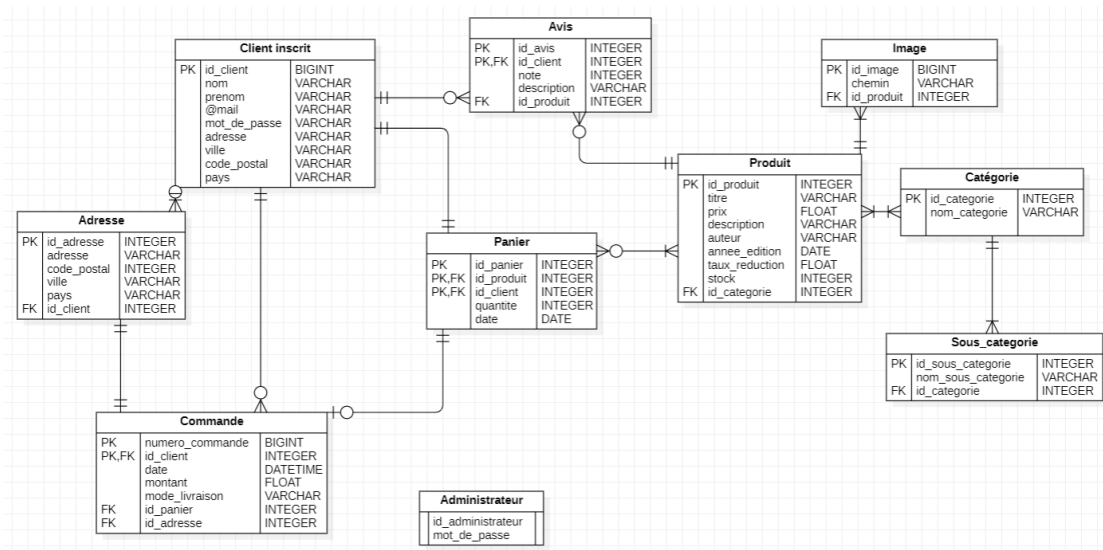 Client inscrit
PK id_client BIGINT
nom VARCHAR
prenom VARCHAR
@mail VARCHAR
mot_de_passe VARCHAR
adresse VARCHAR
ville VARCHAR
code_postal VARCHAR
pays VARCHAR
Avis
PK id_avis INTEGER
PK,FK id_client INTEGER
note INTEGER
description VARCHAR
FK id_produit INTEGER
Image
PK id_image BIGINT
chemin VARCHAR
FK id_produit INTEGER
Produit
PK id_produit INTEGER
titre VARCHAR
prix FLOAT
description VARCHAR
auteur VARCHAR
annee_edition DATE
taux_reduction FLOAT
stock INTEGER
FK id_categorie INTEGER
Catégorie
PK id_categorie INTEGER
nom_categorie VARCHAR
Adresse
PK id_adresse INTEGER
adresse VARCHAR
code_postal INTEGER
ville VARCHAR
pays VARCHAR
FK id_client INTEGER
Panier
PK id_panier INTEGER
PK,FK id_produit INTEGER
PK,FK id_client INTEGER
quantite INTEGER
date DATE
Sous_categorie
PK id_sous_categorie INTEGER
nom_sous_categorie VARCHAR
FK id_categorie INTEGER
Commande
PK numero_commande BIGINT
PK,FK id_client INTEGER
date DATETIME
montant FLOAT
mode_livraison VARCHAR
FK id_panier INTEGER
FK id_adresse INTEGER
Administrateur
id_administrateur
mot_de_passe